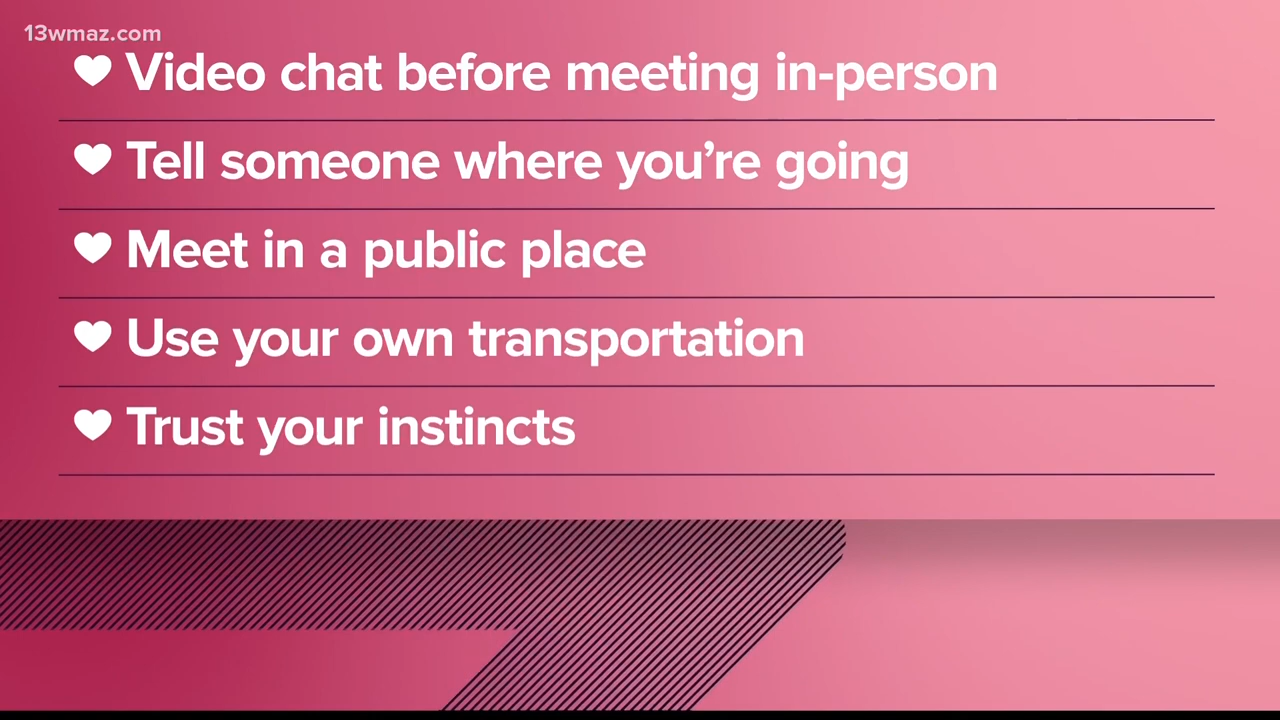 13wmaz.com
Video chat before meeting in-person
Tell someone where you’re going
Meet in a public place
Use your own transportation
Trust your instincts